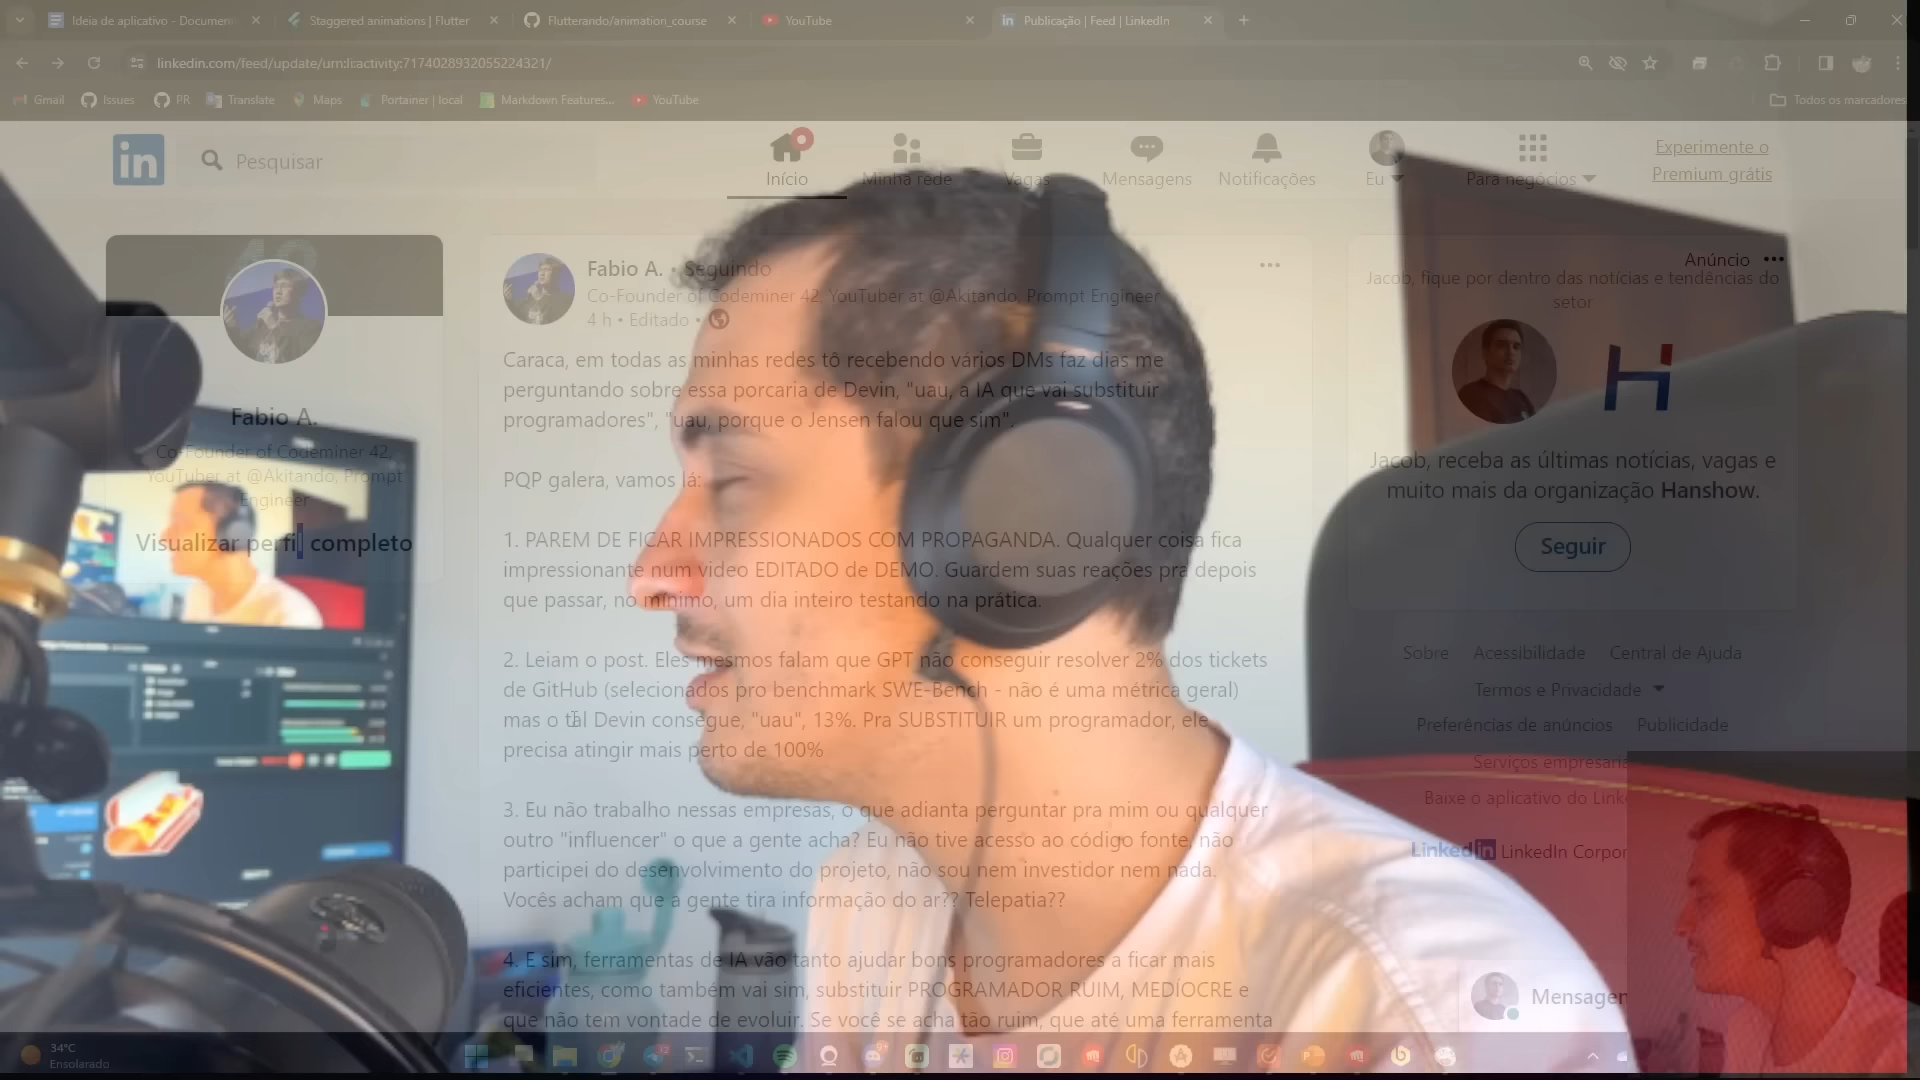 Ideia de aplicativo - Document
Staggered animations | Flutter
Flutterando/animation_course
YouTube
Publicação | Feed | LinkedIn
linkedin.com/feed/update/urn:li:activity:7174028932055224321/
Gmail
Issues
PR
Translate
Maps
Portainer | local
Markdown Features...
YouTube
Todos os marcadores
in
Pesquisar
Início
Minha rede
Vagas
Mensagens
Notificações
Eu
Para negócios
Experimente o
Premium grátis
42
Fabio A.
Co-Founder of Codeminer 42,
YouTuber at @Akitando, Prompt
Engineer
Visualizar perfil completo
Fabio A. • Seguindo
Co-Founder of Codeminer 42, YouTuber at @Akitando, Prompt Engineer
4 h • Editado •
Caraca, em todas as minhas redes tô recebendo vários DMs faz dias me
perguntando sobre essa porcaria de Devin, "uau, a IA que vai substituir
programadores", "uau, porque o Jensen falou que sim".
PQP galera, vamos lá:
1. PAREM DE FICAR IMPRESSIONADOS COM PROPAGANDA. Qualquer coisa fica
impressionante num video EDITADO de DEMO. Guardem suas reações pra depois
que passar, no mínimo, um dia inteiro testando na prática.
2. Leiam o post. Eles mesmos falam que GPT não conseguir resolver 2% dos tickets
de GitHub (selecionados pro benchmark SWE-Bench - não é uma métrica geral)
mas o tal Devin consegue, "uau", 13%. Pra SUBSTITUIR um programador, ele
precisa atingir mais perto de 100%
3. Eu não trabalho nessas empresas, o que adianta perguntar pra mim ou qualquer
outro "influencer" o que a gente acha? Eu não tive acesso ao código fonte, não
participei do desenvolvimento do projeto, não sou nem investidor nem nada.
Vocês acham que a gente tira informação do ar?? Telepatia??
4. E sim, ferramentas de IA vão tanto ajudar bons programadores a ficar mais
eficientes, como também vai sim, substituir PROGRAMADOR RUIM, MEDÍOCRE e
que não tem vontade de evoluir. Se você se acha tão ruim, que até uma ferramenta
Anúncio
Jacob, fique por dentro das notícias e tendências do
setor
H
Jacob, receba as últimas notícias, vagas e
muito mais da organização Hanshow.
Seguir
Sobre
Acessibilidade
Central de Ajuda
Termos e Privacidade
Preferências de anúncios
Publicidade
Serviços empresaria
Baixe o aplicativo do Linke
LinkedIn LinkedIn Corpor
Mensagen
34°C
Ensolarado